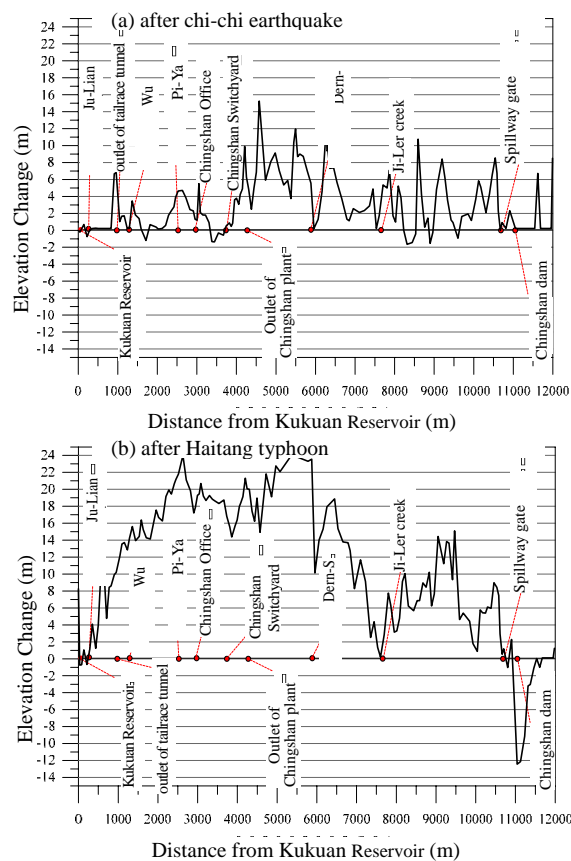 (a) after chi-chi earthquake
Elevation Change (m)
24
22
20
18
16
14
12
10
8
6
4
2
0
-2
-4
-6
-8
-10
-12
-14
Ju-Lian
outlet of tailrace tunnel
Wu
Pi-Ya
Chingshan Office
Chingshan Switchyard
Dern-
Ji-Ler creek
Spillway gate
Kukuan Reservoir
Outlet of
Chingshan plant
Chingshan dam
0 1000 2000 3000 4000 5000 6000 7000 8000 9000 10000 11000 12000
Distance from Kukuan Reservoir (m)
(b) after Haitang typhoon
Elevation Change (m)
24
22
20
18
16
14
12
10
8
6
4
2
0
-2
-4
-6
-8
-10
-12
-14
Ju-Lian
Wu
Pi-Ya
Chingshan Office
Chingshan
Switchyard
Dern-S
Ji-Ler creek
Spillway gate
Kukuan Reservoir
outlet of tailrace tunnel
Outlet of
Chingshan plant
Chingshan dam
0 1000 2000 3000 4000 5000 6000 7000 8000 9000 10000 11000 12000
Distance from Kukuan Reservoir (m)